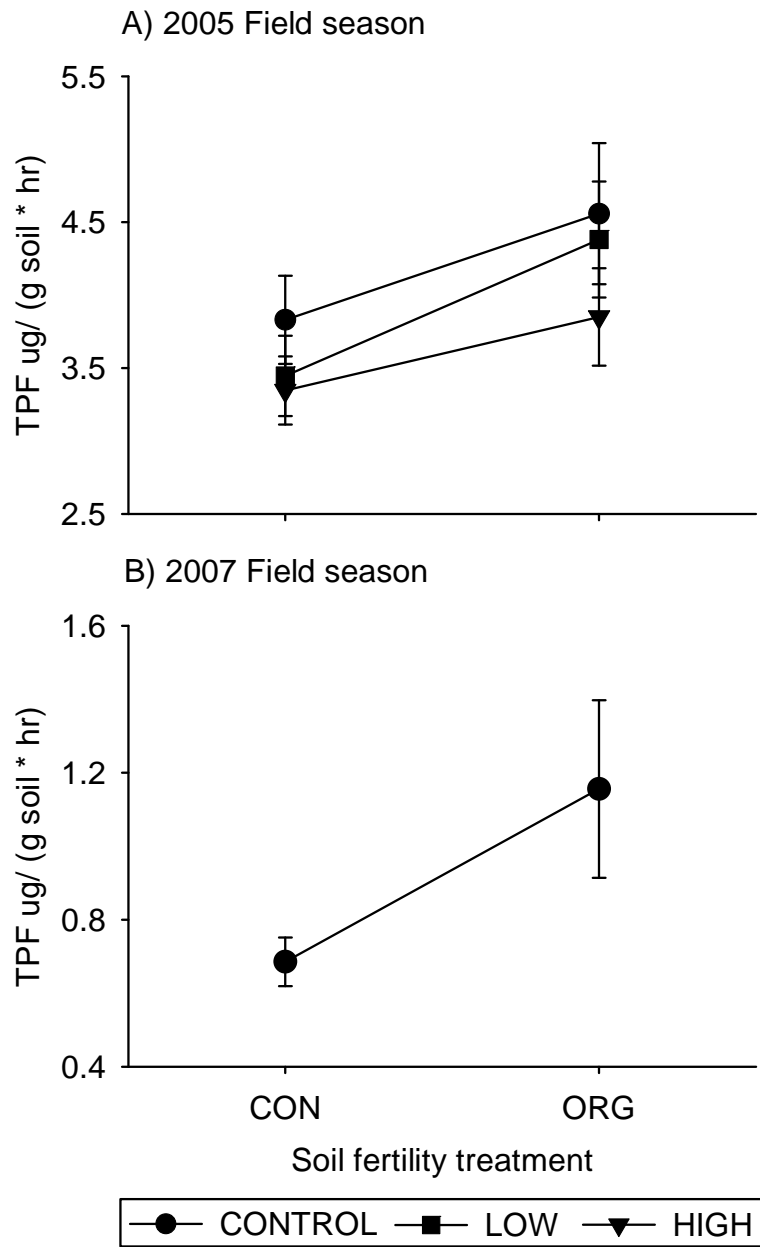 A) 2005 Field season
5.5
4.5
3.5
2.5
TPF ug/ (g soil * hr)
B) 2007 Field season
1.6
1.2
0.8
0.4
TPF ug/ (g soil * hr)
CON ORG
Soil fertility treatment
CONTROL LOW HIGH